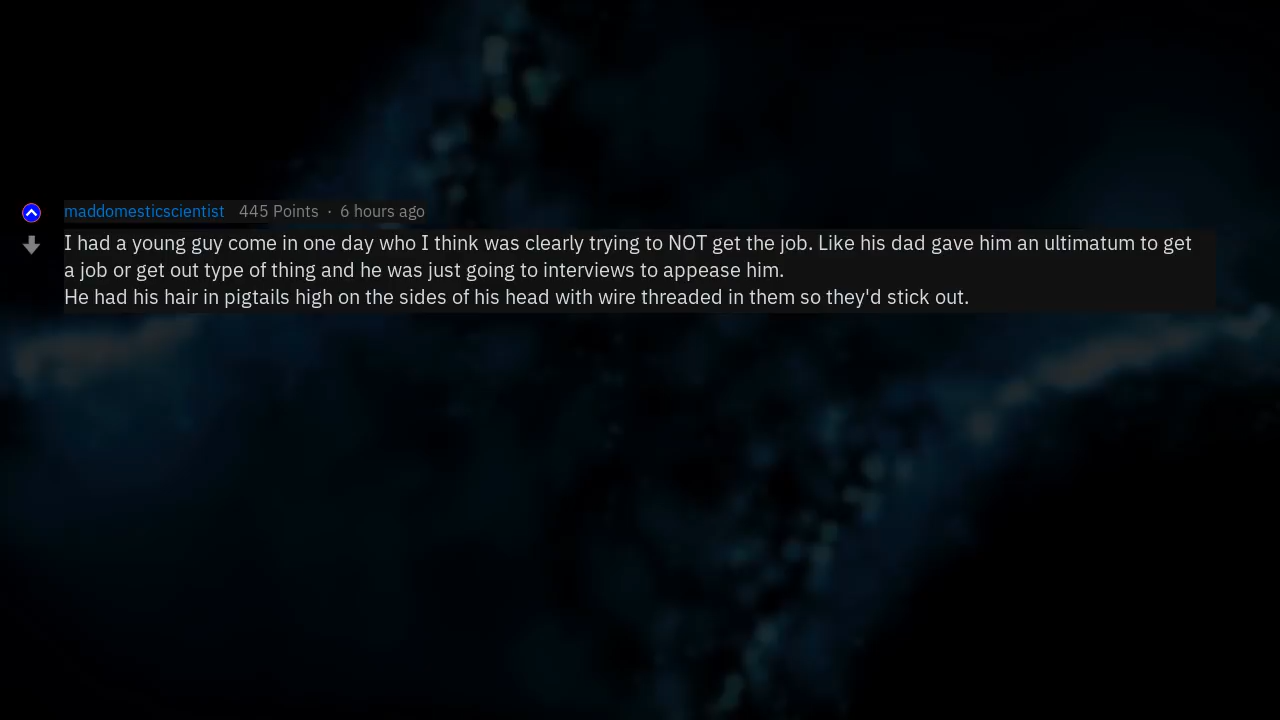 maddomesticscientist 445 Points · 6 hours ago
I had a young guy come in one day who I think was clearly trying to NOT get the job. Like his dad gave him an ultimatum to get
a job or get out type of thing and he was just going to interviews to appease him.
He had his hair in pigtails high on the sides of his head with wire threaded in them so they'd stick out.